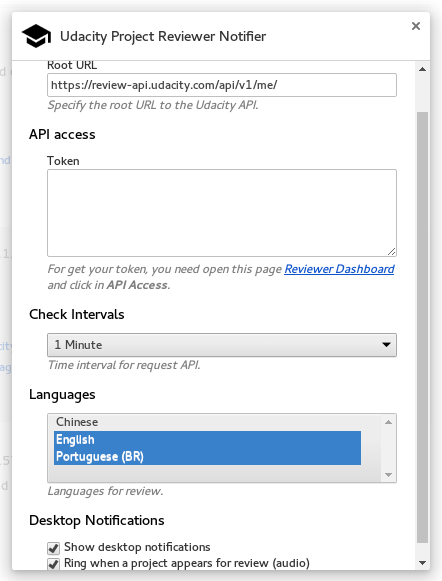 Udacity Project Reviewer Notifier
Root URL
https://review-api.udacity.com/api/v1/me/
Specify the root URL to the Udacity API.
API access
Token
For get your token, you need open this page Reviewer Dashboard
and click in API Access.
Check Intervals
1 Minute
Time interval for request API.
Languages
Chinese
English
Portuguese (BR)
Languages for review.
Desktop Notifications
Show desktop notifications
Ring when a project appears for review (audio)